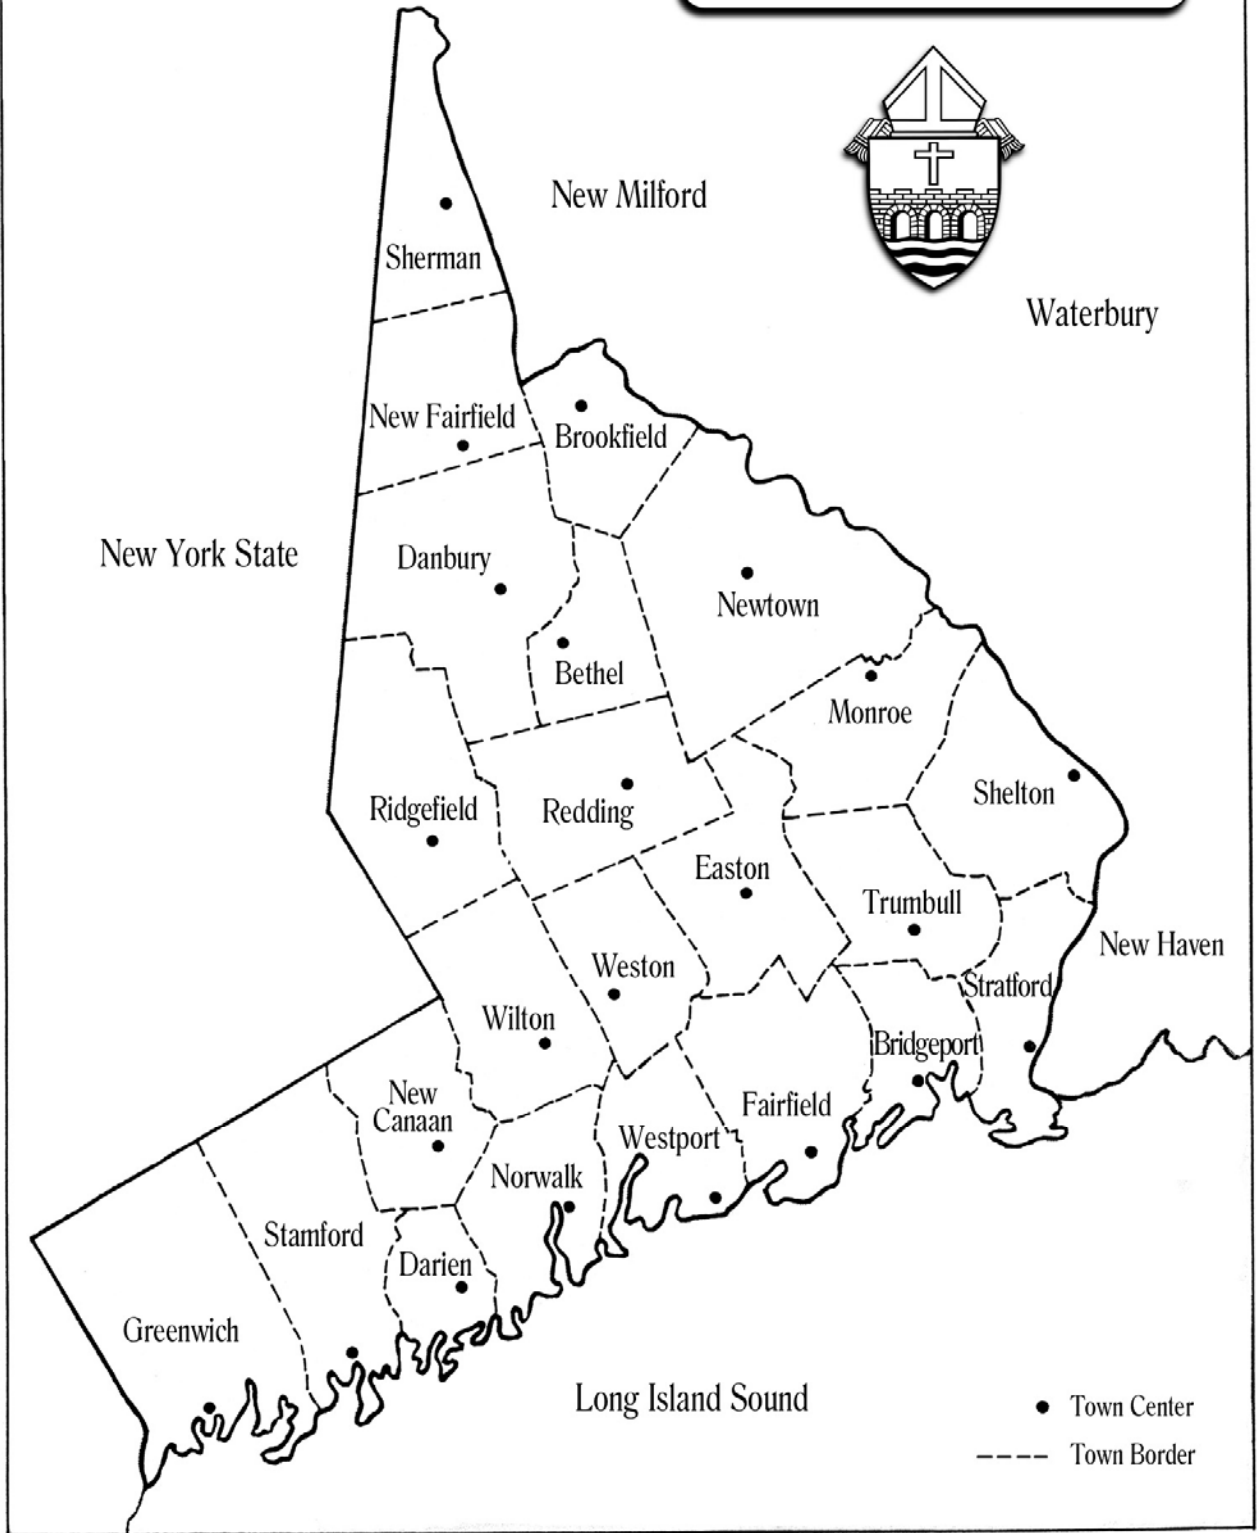 New Milford
Sherman
Waterbury
New Fairfield
Brookfield
New York State
Danbury
Newtown
Bethel
Monroe
Shelton
Ridgefield
Redding
Easton
Trumbull
New Haven
Weston
Stratford
Wilton
Bridgeport
New
Canaan
Fairfield
Westport
Norwalk
Stamford
Darien
Greenwich
Long Island Sound
Town Center
Town Border